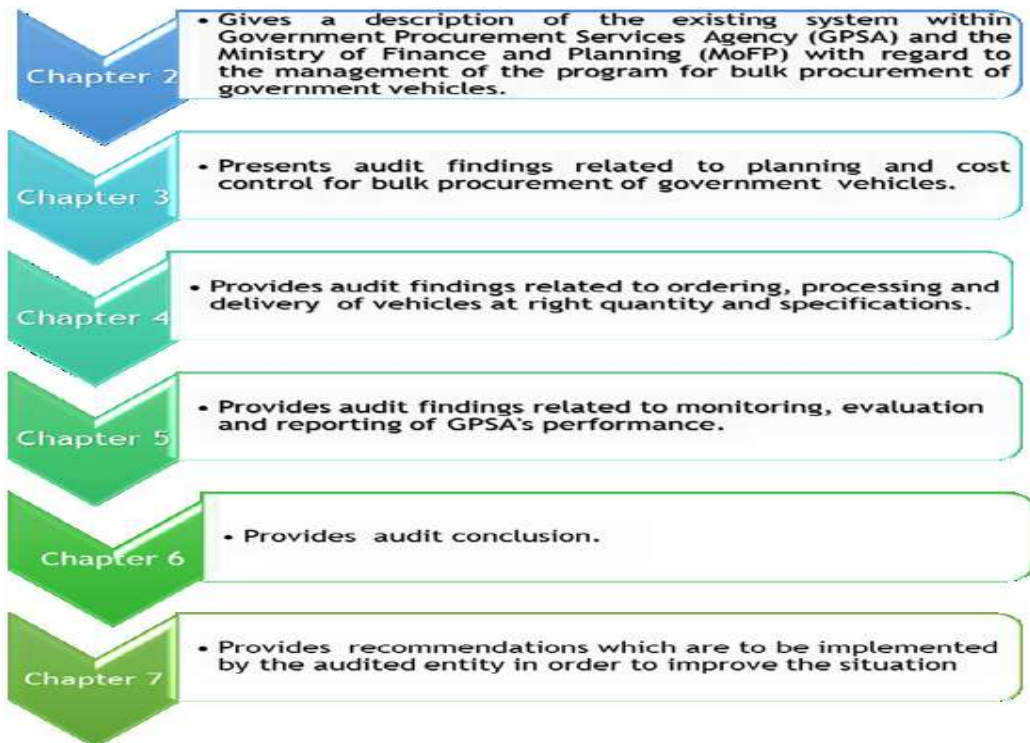 Chapter 2
• Gives a description of the existing system within
Government Procurement Services Agency (GPSA) and the
Ministry of Finance and Planning (MoFP) with regard to
the management of the program for bulk procurement of
government vehicles.
Chapter 3
• Presents audit findings related to planning and cost
control for bulk procurement of government vehicles.
Chapter 4
• Provides audit findings related to ordering, processing and
delivery of vehicles at right quantity and specifications.
Chapter 5
• Provides audit findings related to monitoring, evaluation
and reporting of GPSA's performance.
Chapter 6
• Provides audit conclusion.
Chapter 7
• Provides recommendations which are to be implemented
by the audited entity in order to improve the situation